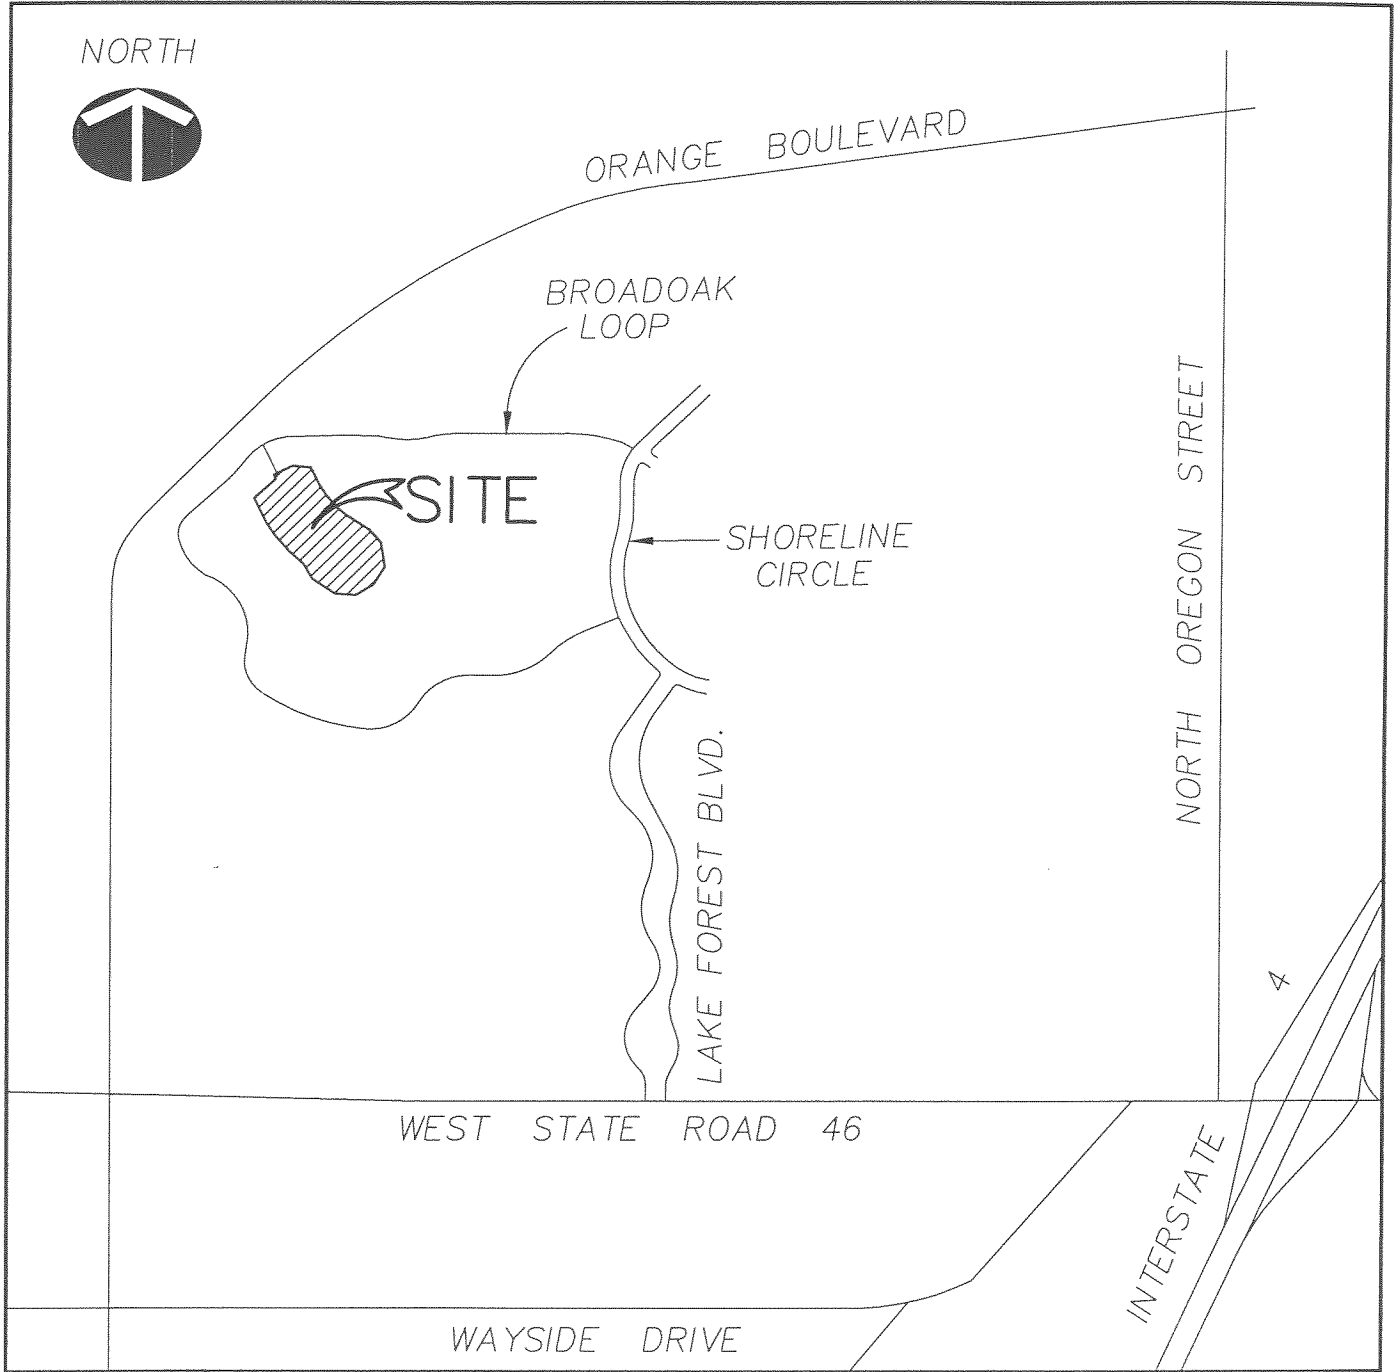 NORTH
ORANGE BOULEVARD
BROADOAK
LOOP
SITE
SHORELINE
CIRCLE
NORTH OREGON STREET
LAKE FOREST BLVD.
4
WEST STATE ROAD 46
INTERSTATE
WAYSIDE DRIVE